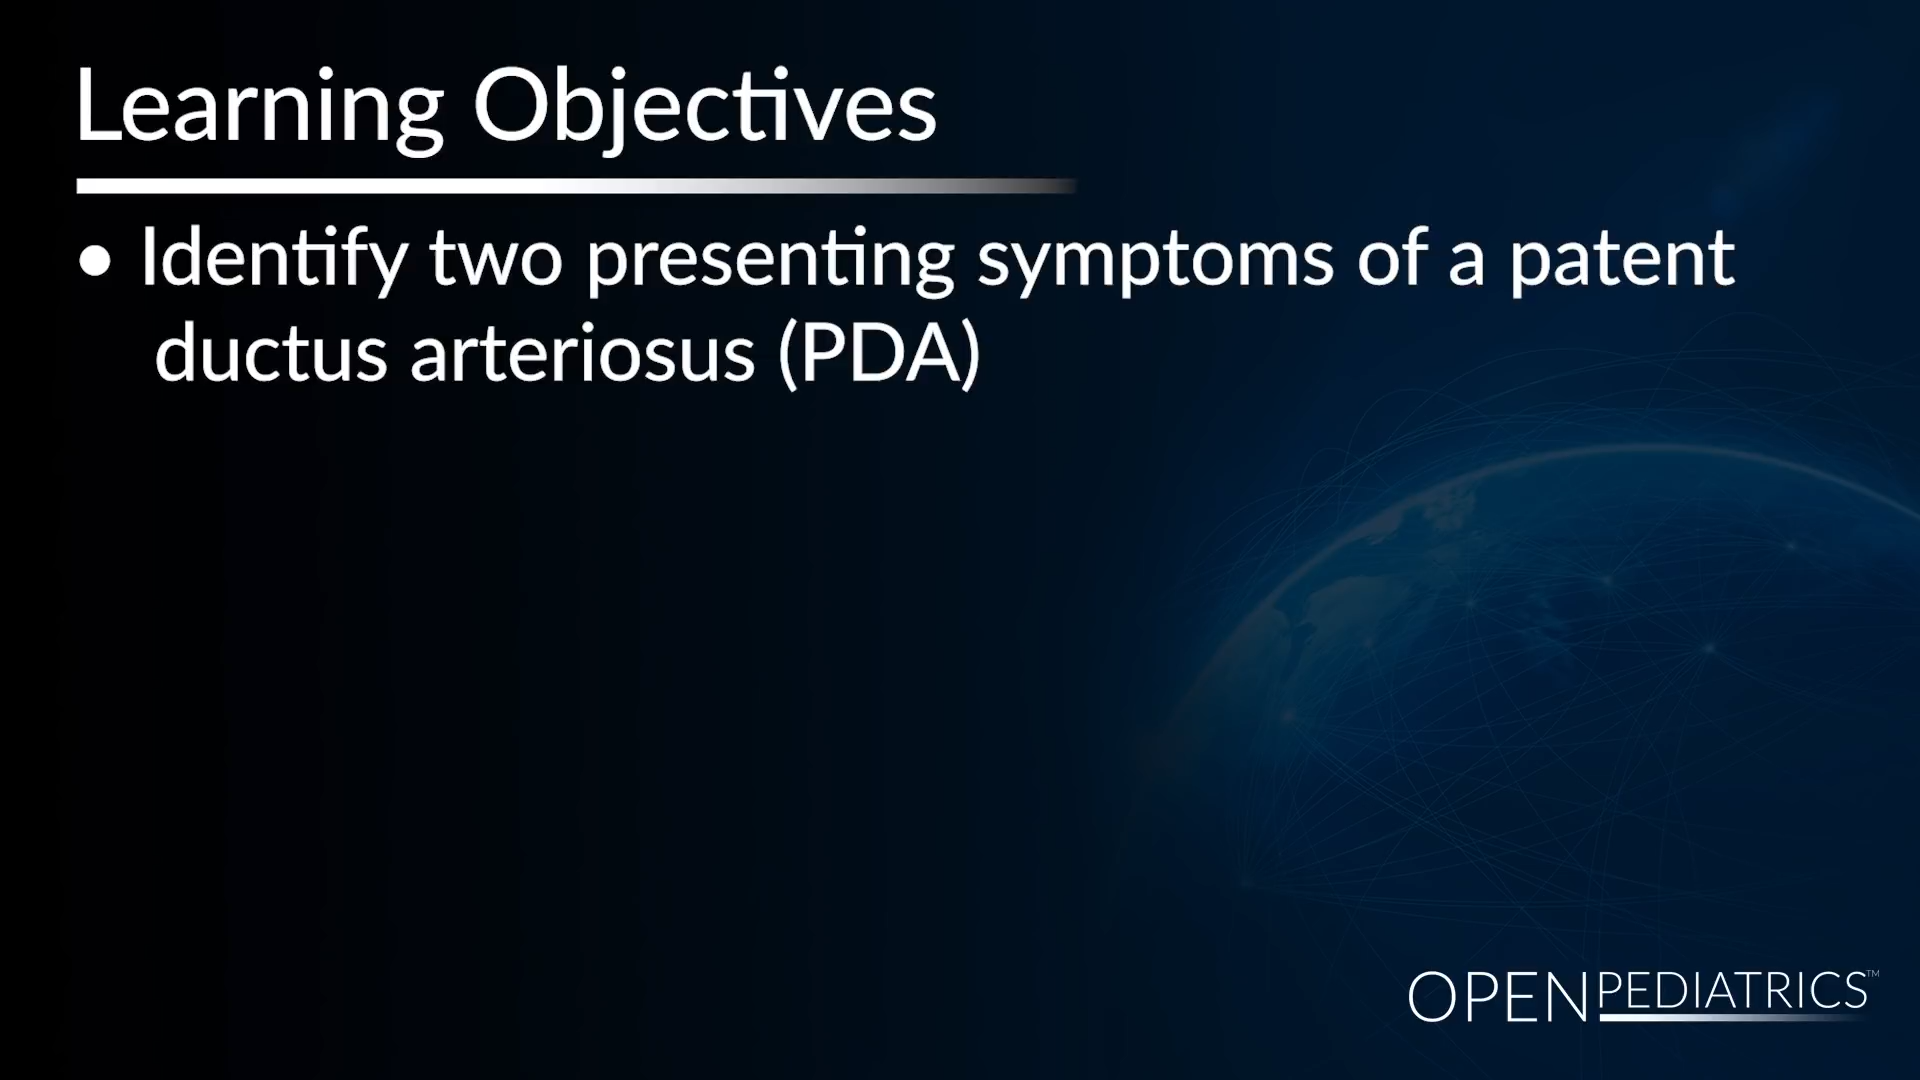 Learning Objectives
• Identify two presenting symptoms of a patent
ductus arteriosus (PDA)
OPENPEDIATRICS™